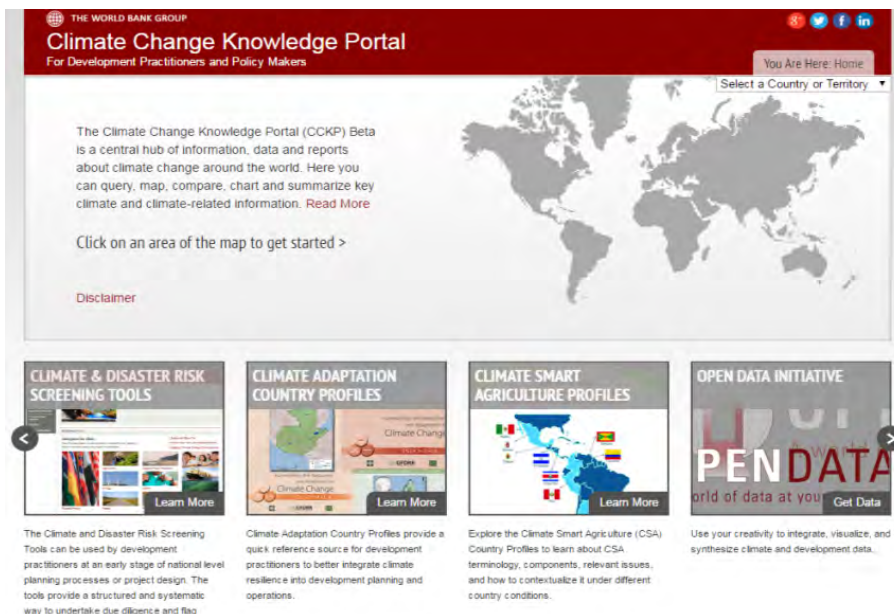 THE WORLD BANK GROUP
Climate Change Knowledge Portal
For Development Practitioners and Policy Makers
You Are Here: Home
Select a Country or Territory
The Climate Change Knowledge Portal (CCKP) Beta
is a central hub of information, data and reports
about climate change around the world. Here you
can query, map, compare, chart and summarize key
climate and climate-related information. Read More
Click on an area of the map to get started >
Disclaimer
CLIMATE & DISASTER RISK
SCREENING TOOLS
Learn More
The Climate and Disaster Risk Screening
Tools can be used by development
practitioners at an early stage of national level
planning processes or project design. The
tools provide a structured and systematic
way to undertake due diligence and flag
CLIMATE ADAPTATION
COUNTRY PROFILES
Climate Change
Climate Change
Learn More
Climate Adaptation Country Profiles provide a
quick reference source for development
practitioners to better integrate climate
resilience into development planning and
operations.
CLIMATE SMART
AGRICULTURE PROFILES
Learn More
Explore the Climate Smart Agriculture (CSA)
Country Profiles to learn about CSA
terminology, components, relevant issues,
and how to contextualize it under different
country conditions.
OPEN DATA INITIATIVE
PENDATA
orld of data at you
Get Data
Use your creativity to integrate, visualize, and
synthesize climate and development data.